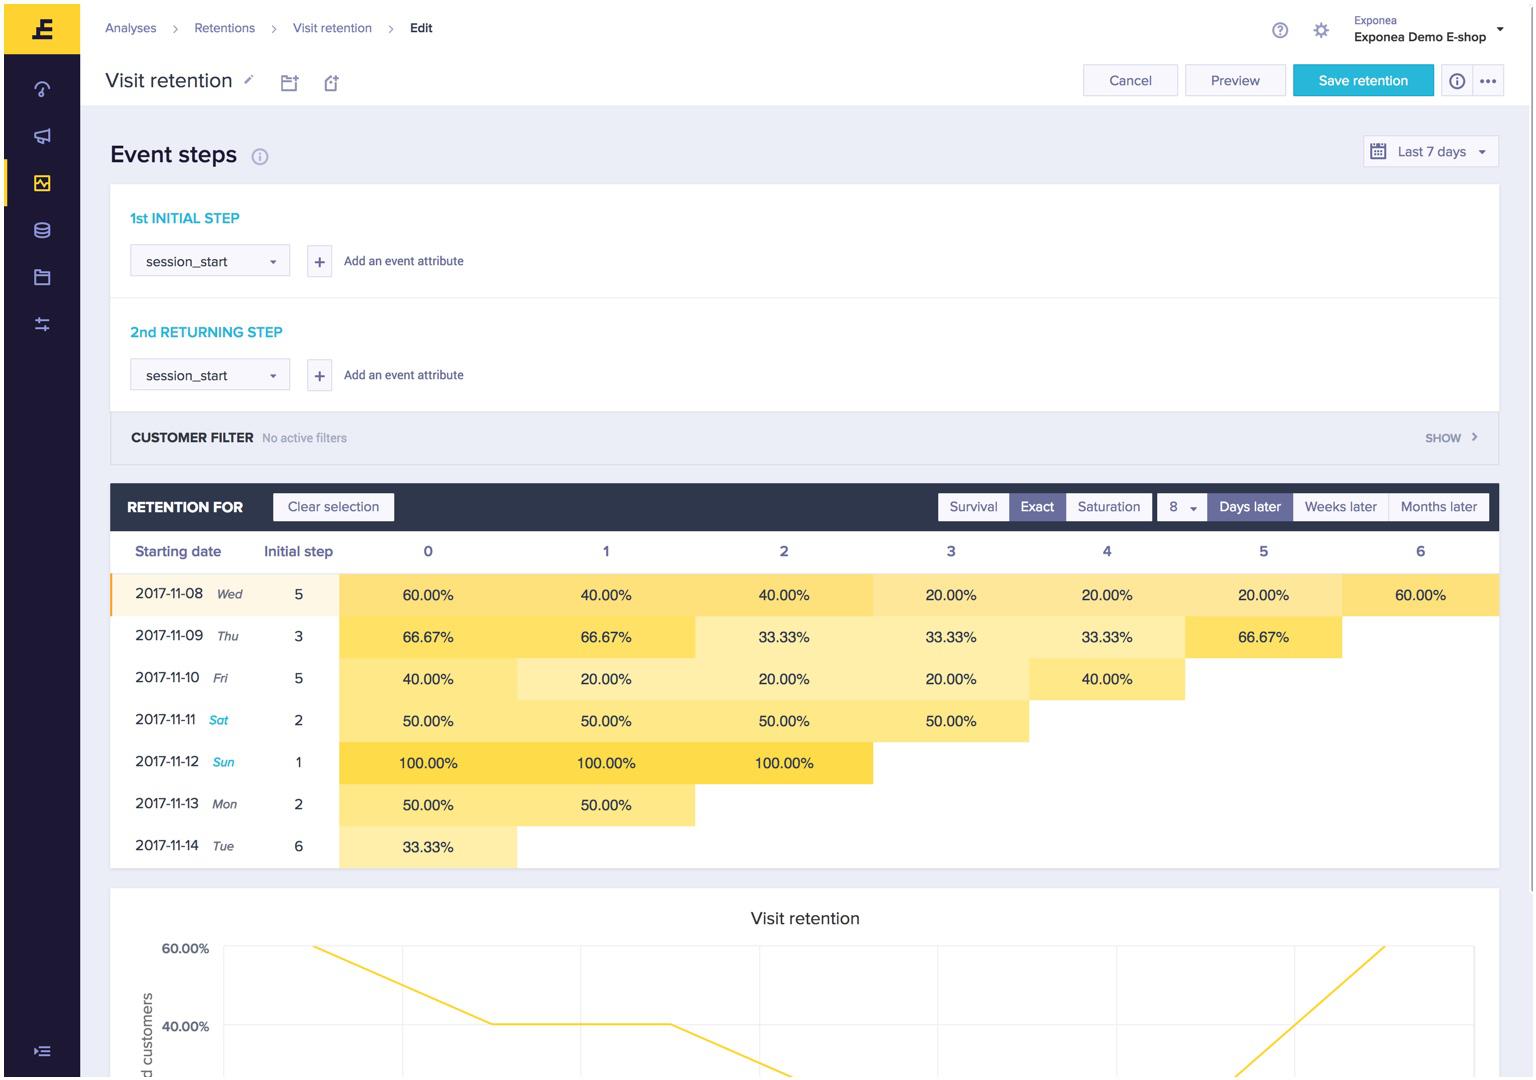 Analyses > Retentions > Visit retention > Edit
Exponea
Exponea Demo E-shop
Visit retention
Cancel Preview Save retention
Event steps
Last 7 days
1st INITIAL STEP
session_start + Add an event attribute
2nd RETURNING STEP
session_start + Add an event attribute
CUSTOMER FILTER No active filters SHOW >
RETENTION FOR Clear selection Survival Exact Saturation 8 Days later Weeks later Months later
Starting date Initial step 0 1 2 3 4 5 6
2017-11-08 Wed 5 60.00% 40.00% 40.00% 20.00% 20.00% 20.00% 60.00%
2017-11-09 Thu 3 66.67% 66.67% 33.33% 33.33% 33.33% 66.67%
2017-11-10 Fri 5 40.00% 20.00% 20.00% 20.00% 40.00%
2017-11-11 Sat 2 50.00% 50.00% 50.00% 50.00%
2017-11-12 Sun 1 100.00% 100.00% 100.00%
2017-11-13 Mon 2 50.00% 50.00%
2017-11-14 Tue 6 33.33%
Visit retention
60.00%
40.00%
customers